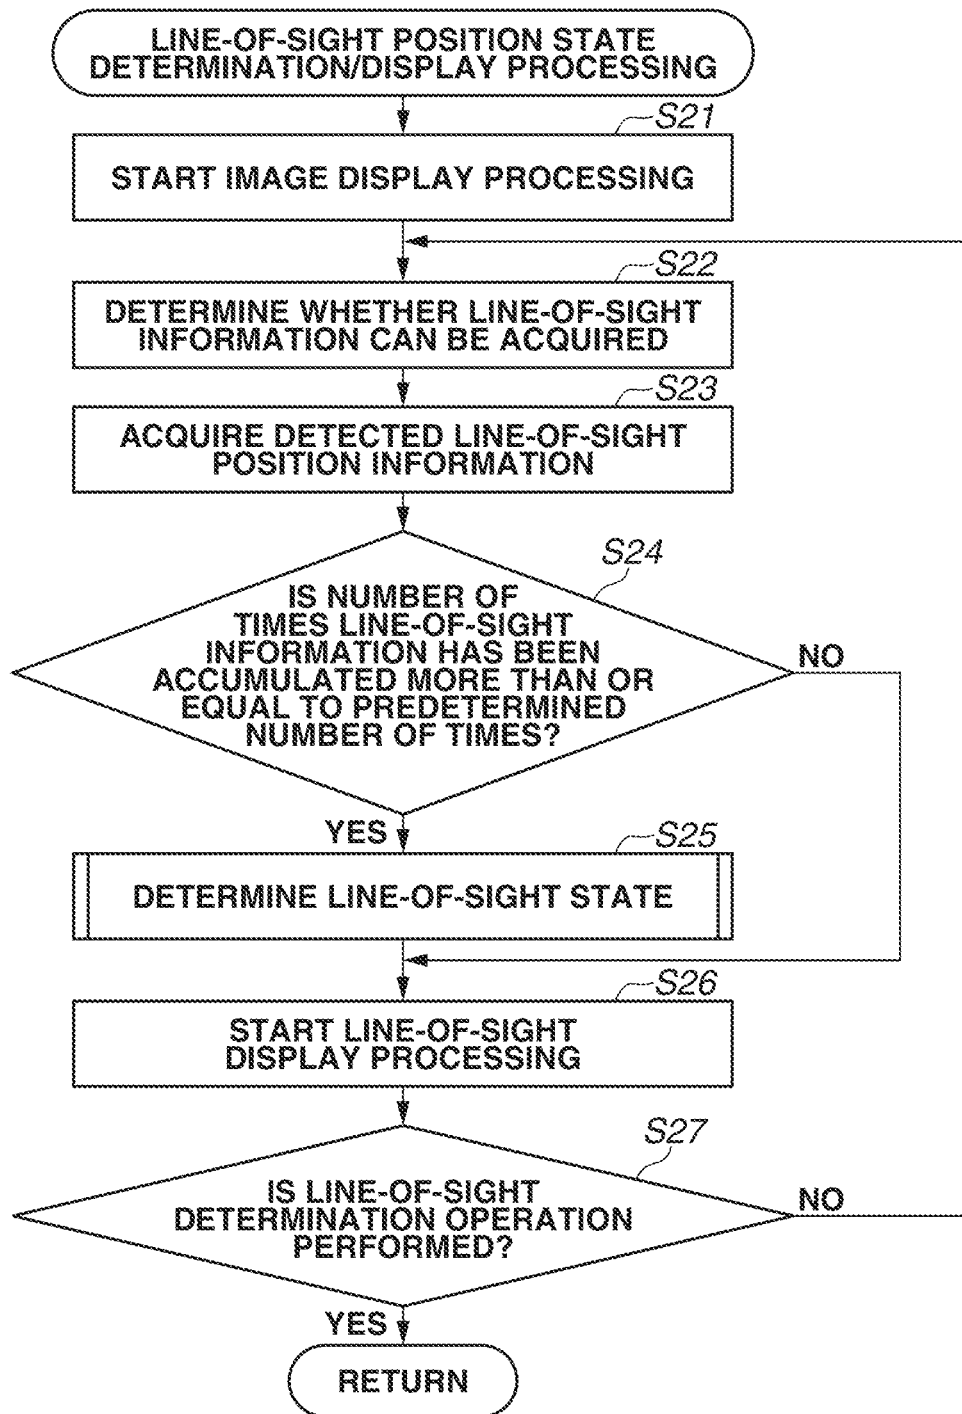 LINE-OF-SIGHT POSITION STATE
DETERMINATION/DISPLAY PROCESSING
S21
START IMAGE DISPLAY PROCESSING
S22
DETERMINE WHETHER LINE-OF-SIGHT
INFORMATION CAN BE ACQUIRED
S23
ACQUIRE DETECTED LINE-OF-SIGHT
POSITION INFORMATION
S24
IS NUMBER OF
TIMES LINE-OF-SIGHT
INFORMATION HAS BEEN
ACCUMULATED MORE THAN OR
EQUAL TO PREDETERMINED
NUMBER OF TIMES?
NO
YES
S25
DETERMINE LINE-OF-SIGHT STATE
S26
START LINE-OF-SIGHT
DISPLAY PROCESSING
S27
IS LINE-OF-SIGHT
DETERMINATION OPERATION
PERFORMED?
NO
YES
RETURN